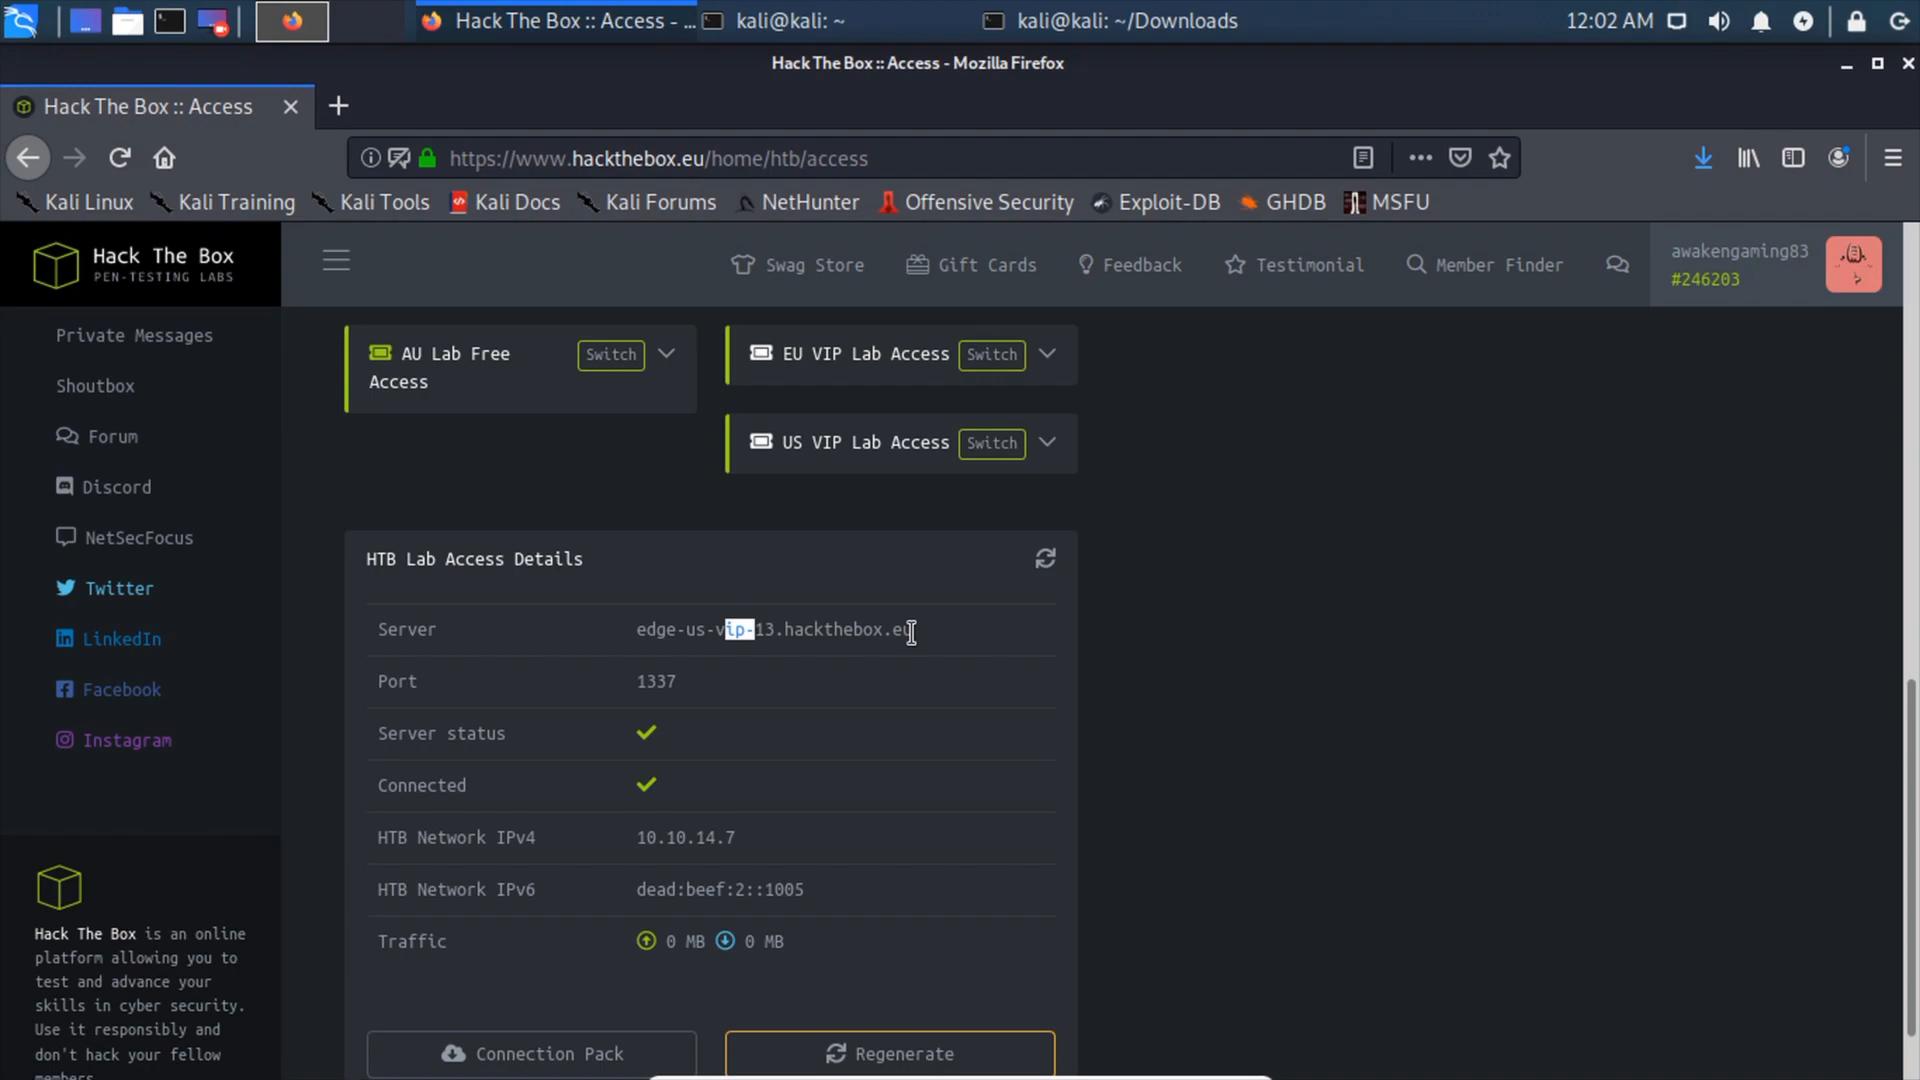 Hack The Box :: Access - ...
kali@kali: ~
kali@kali: ~/Downloads
12:02 AM
Hack The Box :: Access - Mozilla Firefox
Hack The Box :: Access
https://www.hackthebox.eu/home/htb/access
Kali Linux
Kali Training
Kali Tools
Kali Docs
Kali Forums
NetHunter
Offensive Security
Exploit-DB
GHDB
MSFU
Hack The Box
PEN-TESTING LABS
Swag Store
Gift Cards
Feedback
Testimonial
Member Finder
awakengaming83
#246203
Private Messages
Shoutbox
Forum
Discord
NetSecFocus
Twitter
LinkedIn
Facebook
Instagram
AU Lab Free
Access
Switch
EU VIP Lab Access
Switch
US VIP Lab Access
Switch
HTB Lab Access Details
Server edge-us-vip-13.hackthebox.eu
Port 1337
Server status
Connected
HTB Network IPv4 10.10.14.7
HTB Network IPv6 dead:beef:2::1005
Traffic 0 MB 0 MB
Connection Pack
Regenerate
Hack The Box is an online
platform allowing you to
test and advance your
skills in cyber security.
Use it responsibly and
don't hack your fellow
members.